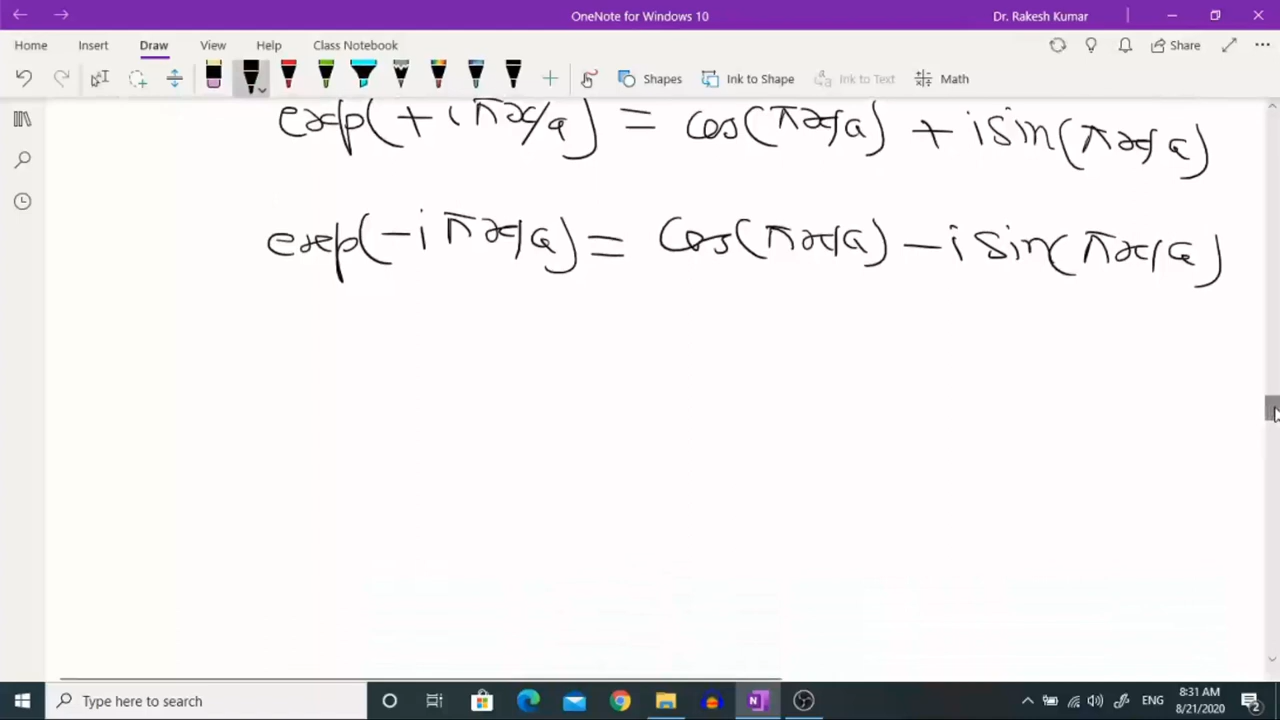 OneNote for Windows 10 Dr. Rakesh Kumar
Home Insert Draw View Help Class Notebook Share
Shapes Ink to Shape Ink to Text Math
exp(+iπx/a) = cos(πx/a) + i sin(πx/a)
exp(-iπx/a) = cos(πx/a) - i sin(πx/a)
Type here to search ENG 8:31 AM
8/21/2020 2